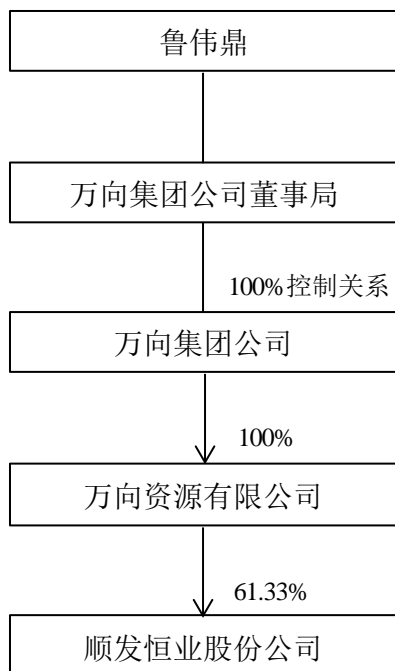 鲁伟鼎
万向集团公司董事局
100%控制关系
万向集团公司
100%
万向资源有限公司
61.33%
顺发恒业股份公司